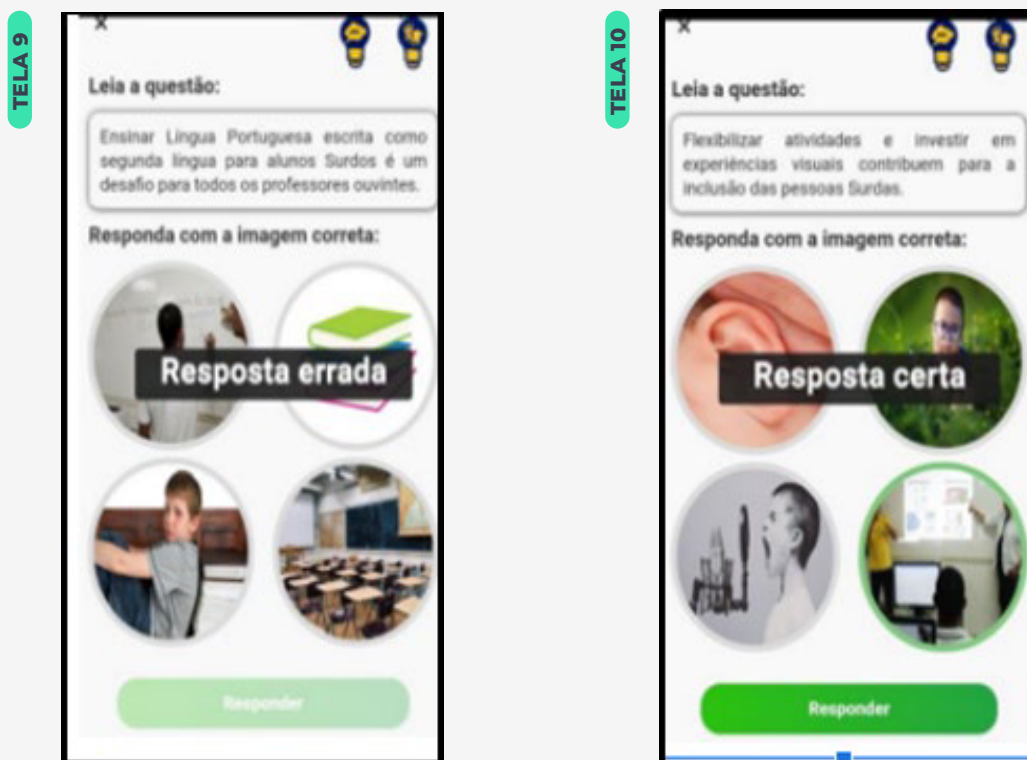 TELA 9
X
Leia a questão:
Ensinar Língua Portuguesa escrita como
segunda língua para alunos Surdos é um
desafio para todos os professores ouvintes.
Responda com a imagem correta:
Resposta errada
Responder
TELA 10
X
Leia a questão:
Flexibilizar atividades e investir em
experiências visuais contribuem para a
inclusão das pessoas Surdas.
Responda com a imagem correta:
Resposta certa
Responder